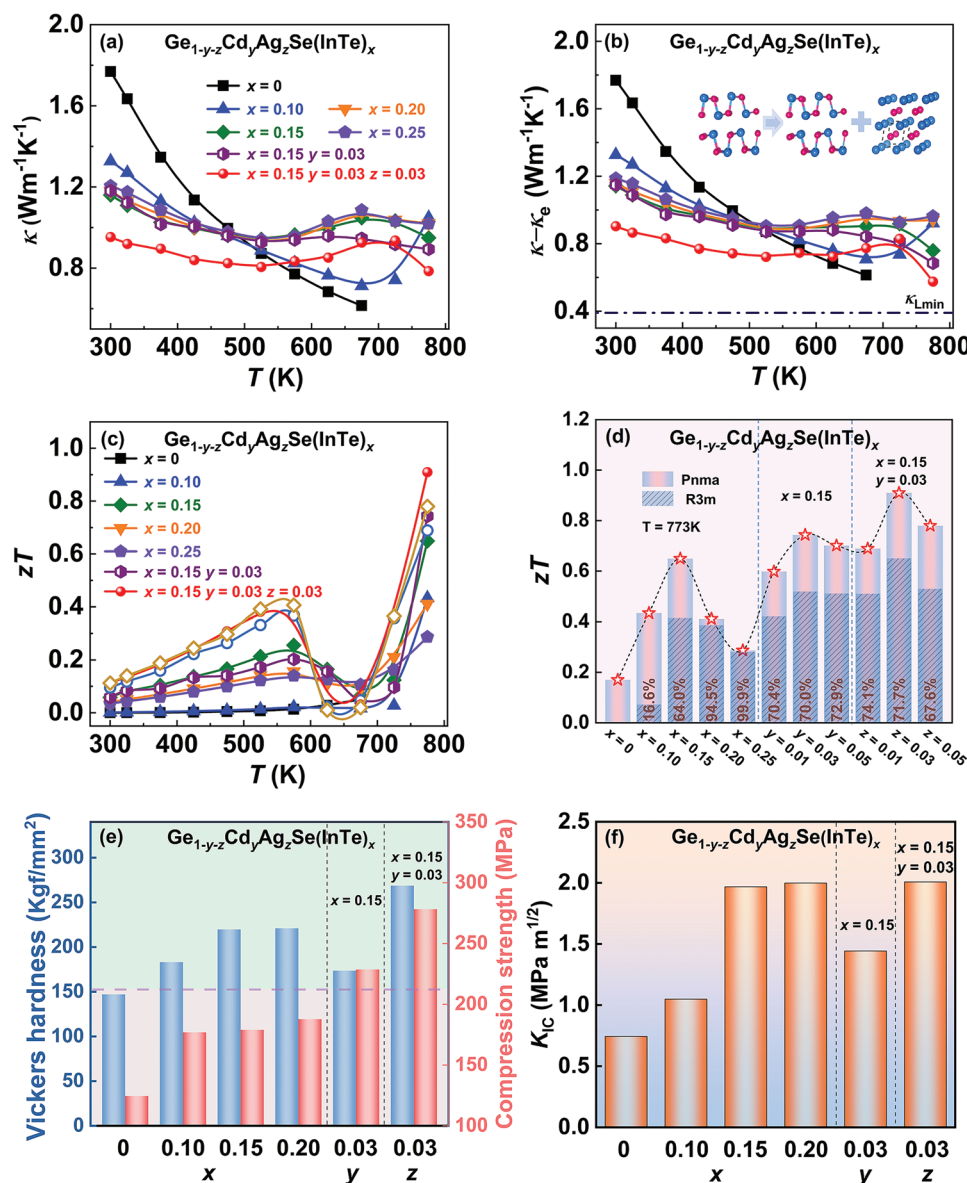 (a) Ge1-y-zCdyAgzSe(InTe)x
x = 0
x = 0.10
x = 0.20
x = 0.15
x = 0.25
x = 0.15 y = 0.03
x = 0.15 y = 0.03 z = 0.03
2.0
1.6
1.2
0.8
κ (Wm-1K-1)
300 400 500 600 700 800
T (K)
(b) Ge1-y-zCdyAgzSe(InTe)x
2.0
1.6
1.2
0.8
0.4
κ−κe (Wm-1K-1)
κLmin
300 400 500 600 700 800
T (K)
(c) Ge1-y-zCdyAgzSe(InTe)x
x = 0
x = 0.10
x = 0.15
x = 0.20
x = 0.25
x = 0.15 y = 0.03
x = 0.15 y = 0.03 z = 0.03
1.0
0.8
0.6
0.4
0.2
0.0
zT
300 400 500 600 700 800
T (K)
(d) Ge1-y-zCdyAgzSe(InTe)x
Pnma
R3m
T = 773K
x = 0.15
x = 0.15
y = 0.03
1.2
1.0
0.8
0.6
0.4
0.2
0.0
zT
16.6% 64.0% 94.5% 99.9% 70.4% 70.0% 72.9% 74.1% 71.7% 67.6%
x = 0 x = 0.10 x = 0.15 x = 0.20 x = 0.25 y = 0.01 y = 0.03 y = 0.05 z = 0.01 z = 0.03 z = 0.05
(e) Ge1-y-zCdyAgzSe(InTe)x
x = 0.15
x = 0.15
y = 0.03
300
250
200
150
100
50
0
Vickers hardness (Kgf/mm2)
350
300
250
200
150
100
Compression strength (MPa)
0 0.10 0.15 0.20 0.03 0.03
x y z
(f) Ge1-y-zCdyAgzSe(InTe)x
x = 0.15
y = 0.03
x = 0.15
2.5
2.0
1.5
1.0
0.5
0.0
KIC (MPa m1/2)
0 0.10 0.15 0.20 0.03 0.03
x y z